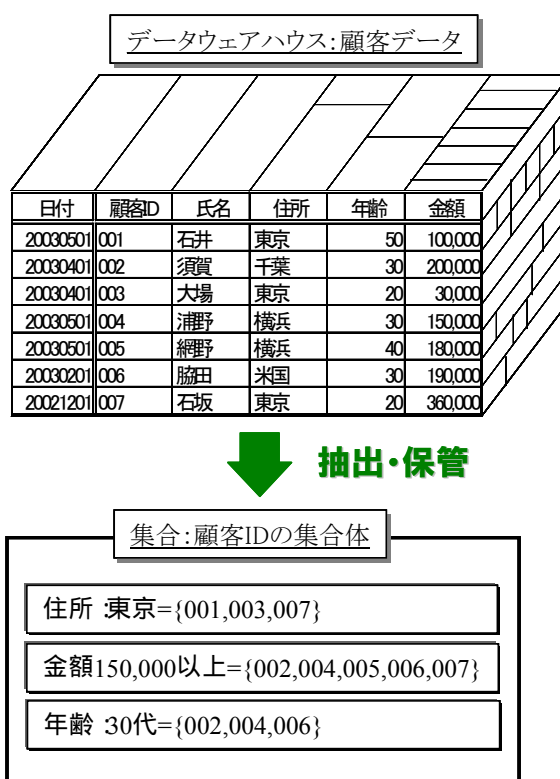 データウェアハウス:顧客データ
日付 顧客ID 氏名 住所 年齢 金額
20030501 001 石井 東京 50 100,000
20030401 002 須賀 千葉 30 200,000
20030401 003 大場 東京 20 30,000
20030501 004 浦野 横浜 30 150,000
20030501 005 網野 横浜 40 180,000
20030201 006 脇田 米国 30 190,000
20021201 007 石坂 東京 20 360,000
抽出・保管
集合:顧客IDの集合体
住所:東京={001,003,007}
金額150,000以上={002,004,005,006,007}
年齢:30代={002,004,006}